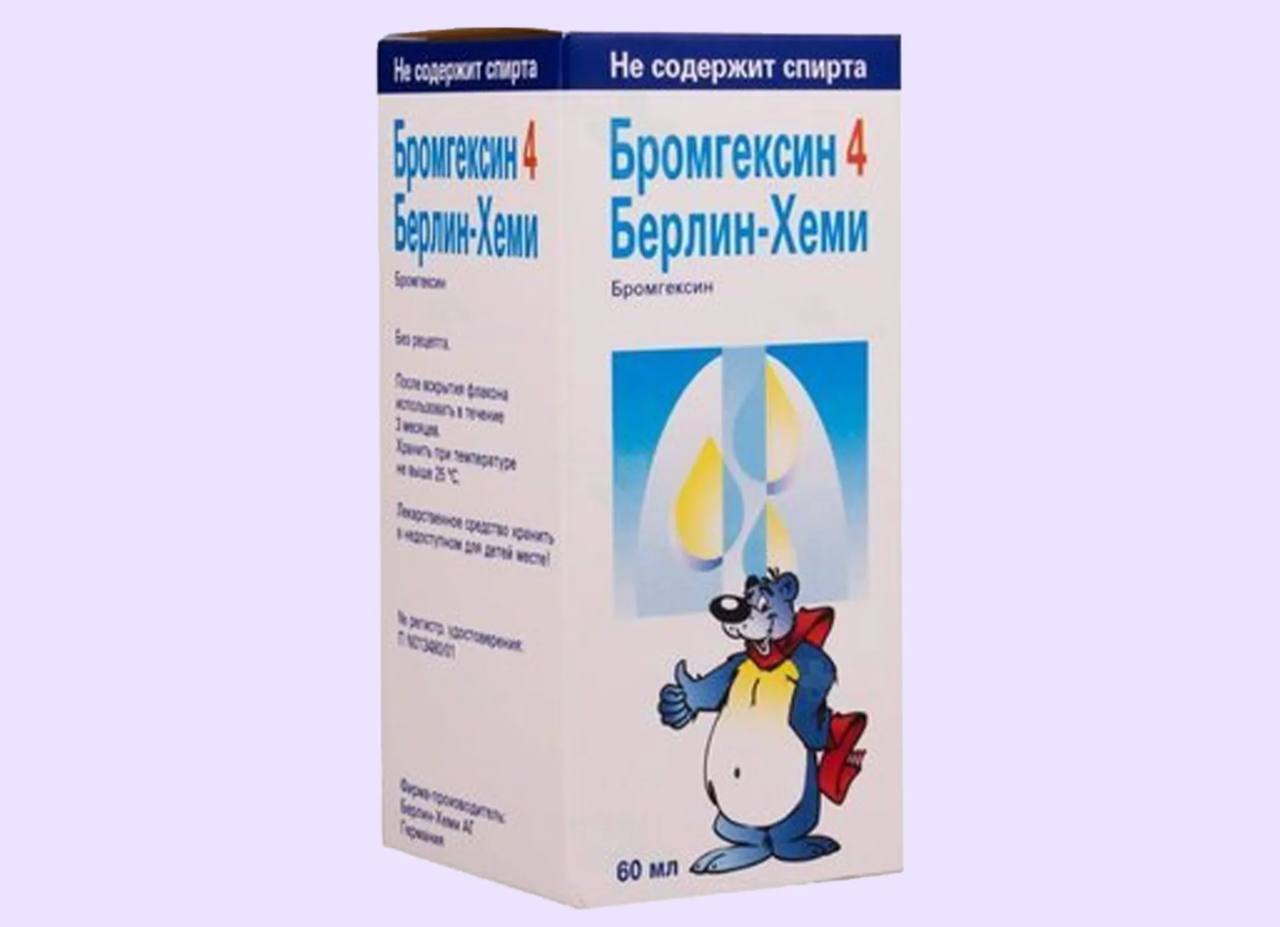 Не содержит спирта
Бромгексин 4
Берлин-Хеми
Бромгексин
Без рецепта.
После вскрытия флакона
использовать в течение
3 месяцев.
Хранить при температуре
не выше 25 °C.
Лекарственное средство хранить
в недоступном для детей месте!
№ регистр. удостоверения:
П N013480/01
Фирма-производитель:
Берлин-Хеми АГ
Германия
Не содержит спирта
Бромгексин 4
Берлин-Хеми
Бромгексин
60 мл